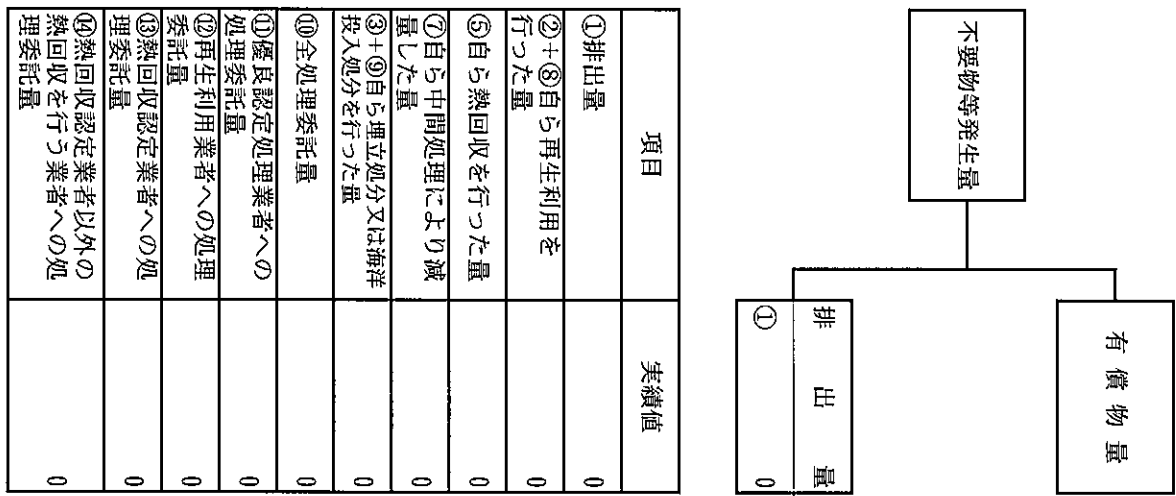 不要物等発生量
有償物量
排出量
① 0
項目 実績値
①排出量 0
②+⑧自ら再生利用を
行った量 0
⑤自ら熱回収を行った量 0
⑦自ら中間処理により減
量した量 0
③+⑨自ら埋立処分又は海洋
投入処分を行った量 0
⑩全処理委託量 0
⑪優良認定処理業者への
処理委託量 0
⑫再生利用業者への処理
委託量 0
⑬熱回収認定業者への処
理委託量 0
⑭熱回収認定業者以外の
熱回収を行う業者への処
理委託量 0